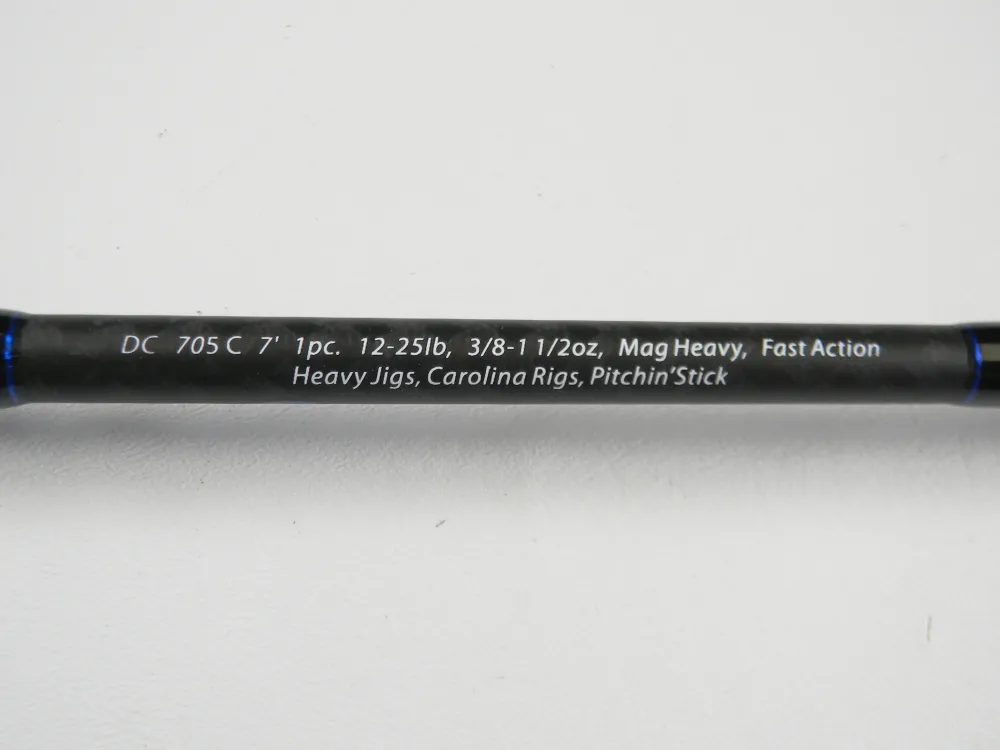 DC 705 C 7' 1pc. 12-25lb, 3/8-1 1/2oz, Mag Heavy, Fast Action
Heavy Jigs, Carolina Rigs, Pitchin'Stick